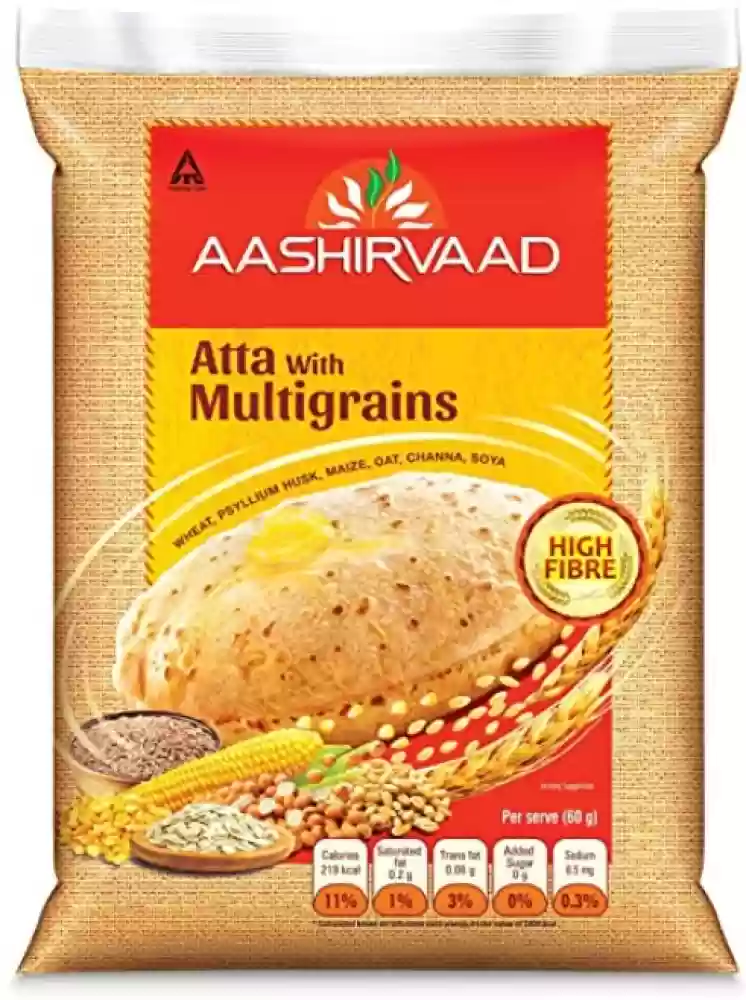 AASHIRVAAD
Atta With
Multigrains
WHEAT, PSYLLIUM HUSK, MAIZE, OAT, CHANNA, SOYA
HIGH
FIBRE
Per serve (60 g)
Calories
219 kcal
11%
Saturated
fat
0.2 g
1%
Trans fat
0.06 g
3%
Added
Sugar
0 g
0%
Sodium
6.5 mg
0.3%